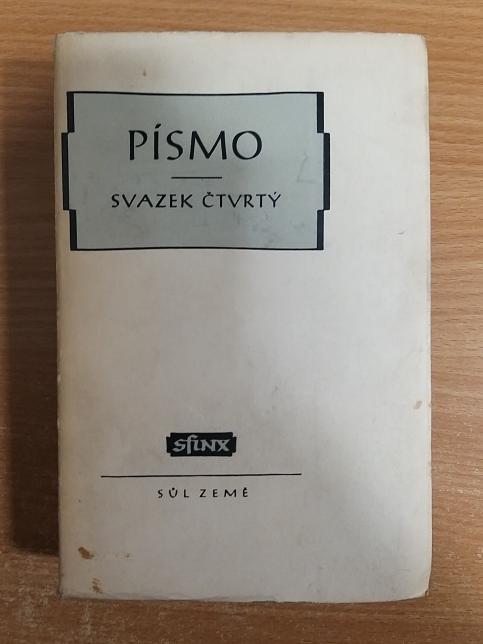 PÍSMO
SVAZEK ČTVRTÝ
sfinx
SŮL ZEMĚ